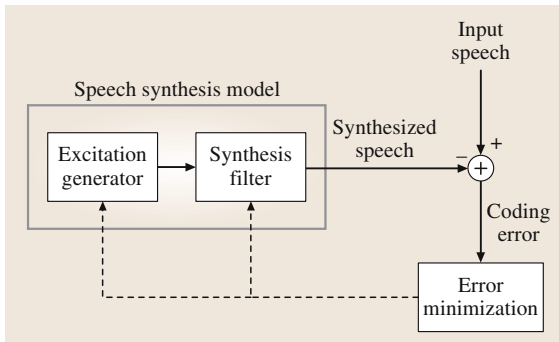 Input
speech
Speech synthesis model
Excitation
generator
Synthesis
filter
Synthesized
speech
−
+
+
Coding
error
Error
minimization